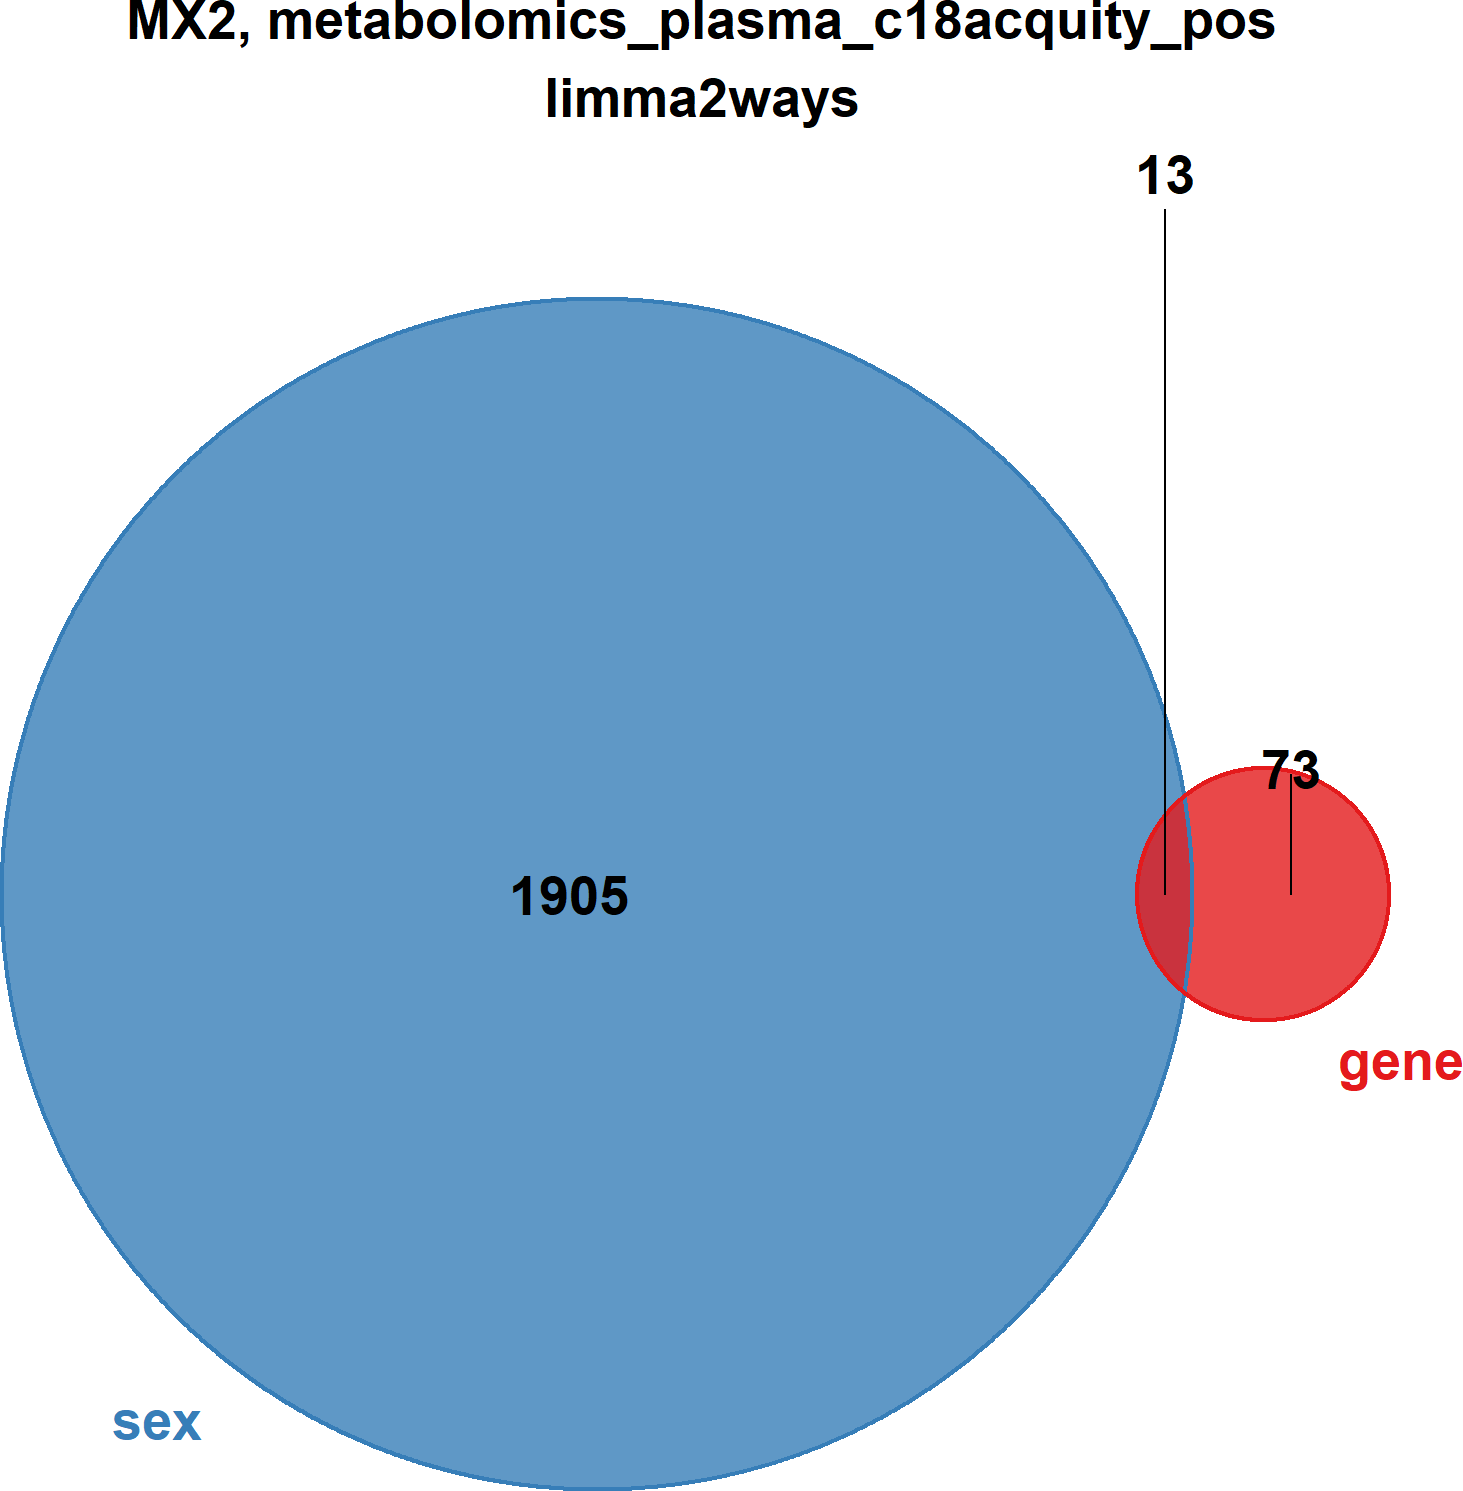 MX2, metabolomics_plasma_c18acquity_pos
limma2ways
13
73
1905
gene
sex